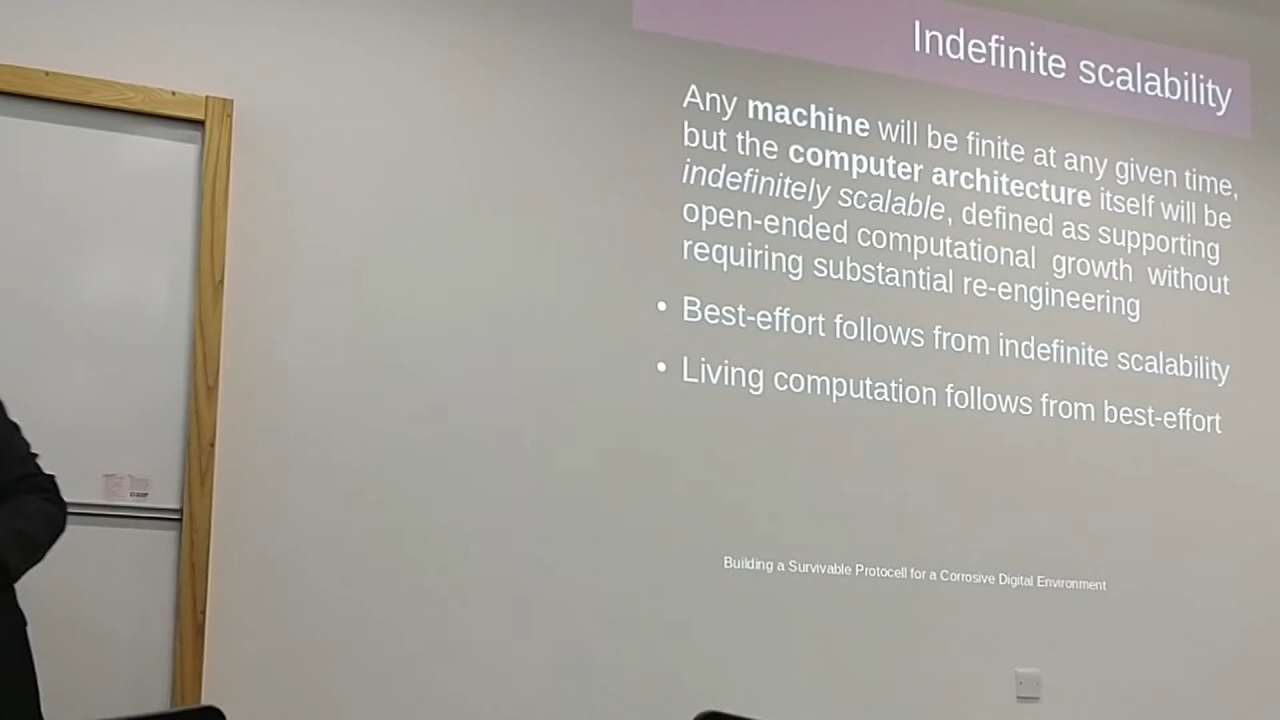 Indefinite scalability
Any machine will be finite at any given time,
but the computer architecture itself will be
indefinitely scalable, defined as supporting
open-ended computational growth without
requiring substantial re-engineering
• Best-effort follows from indefinite scalability
• Living computation follows from best-effort
Building a Survivable Protocell for a Corrosive Digital Environment